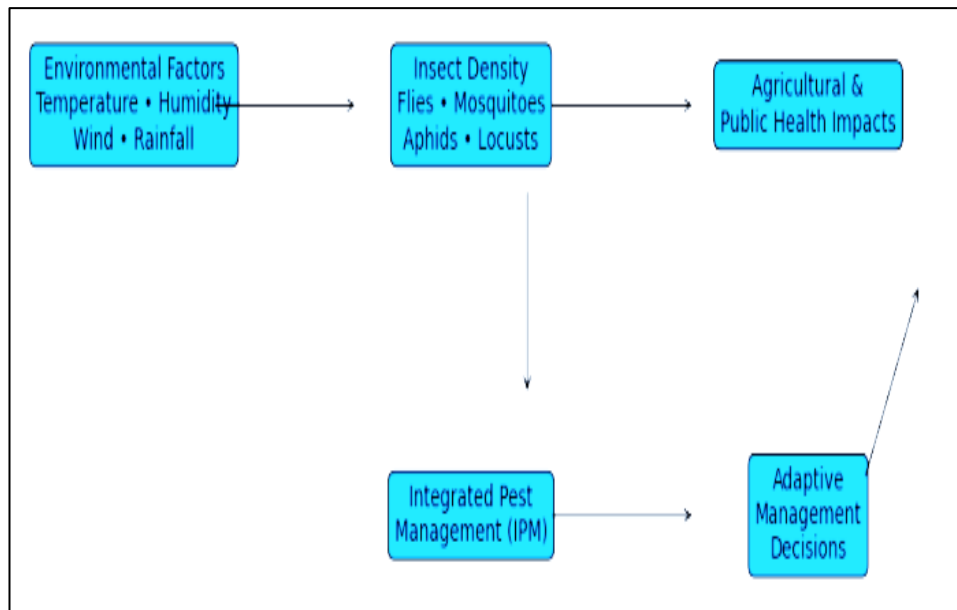 Environmental Factors
Temperature • Humidity
Wind • Rainfall
Insect Density
Flies • Mosquitoes
Aphids • Locusts
Agricultural &
Public Health Impacts
Integrated Pest
Management (IPM)
Adaptive
Management
Decisions